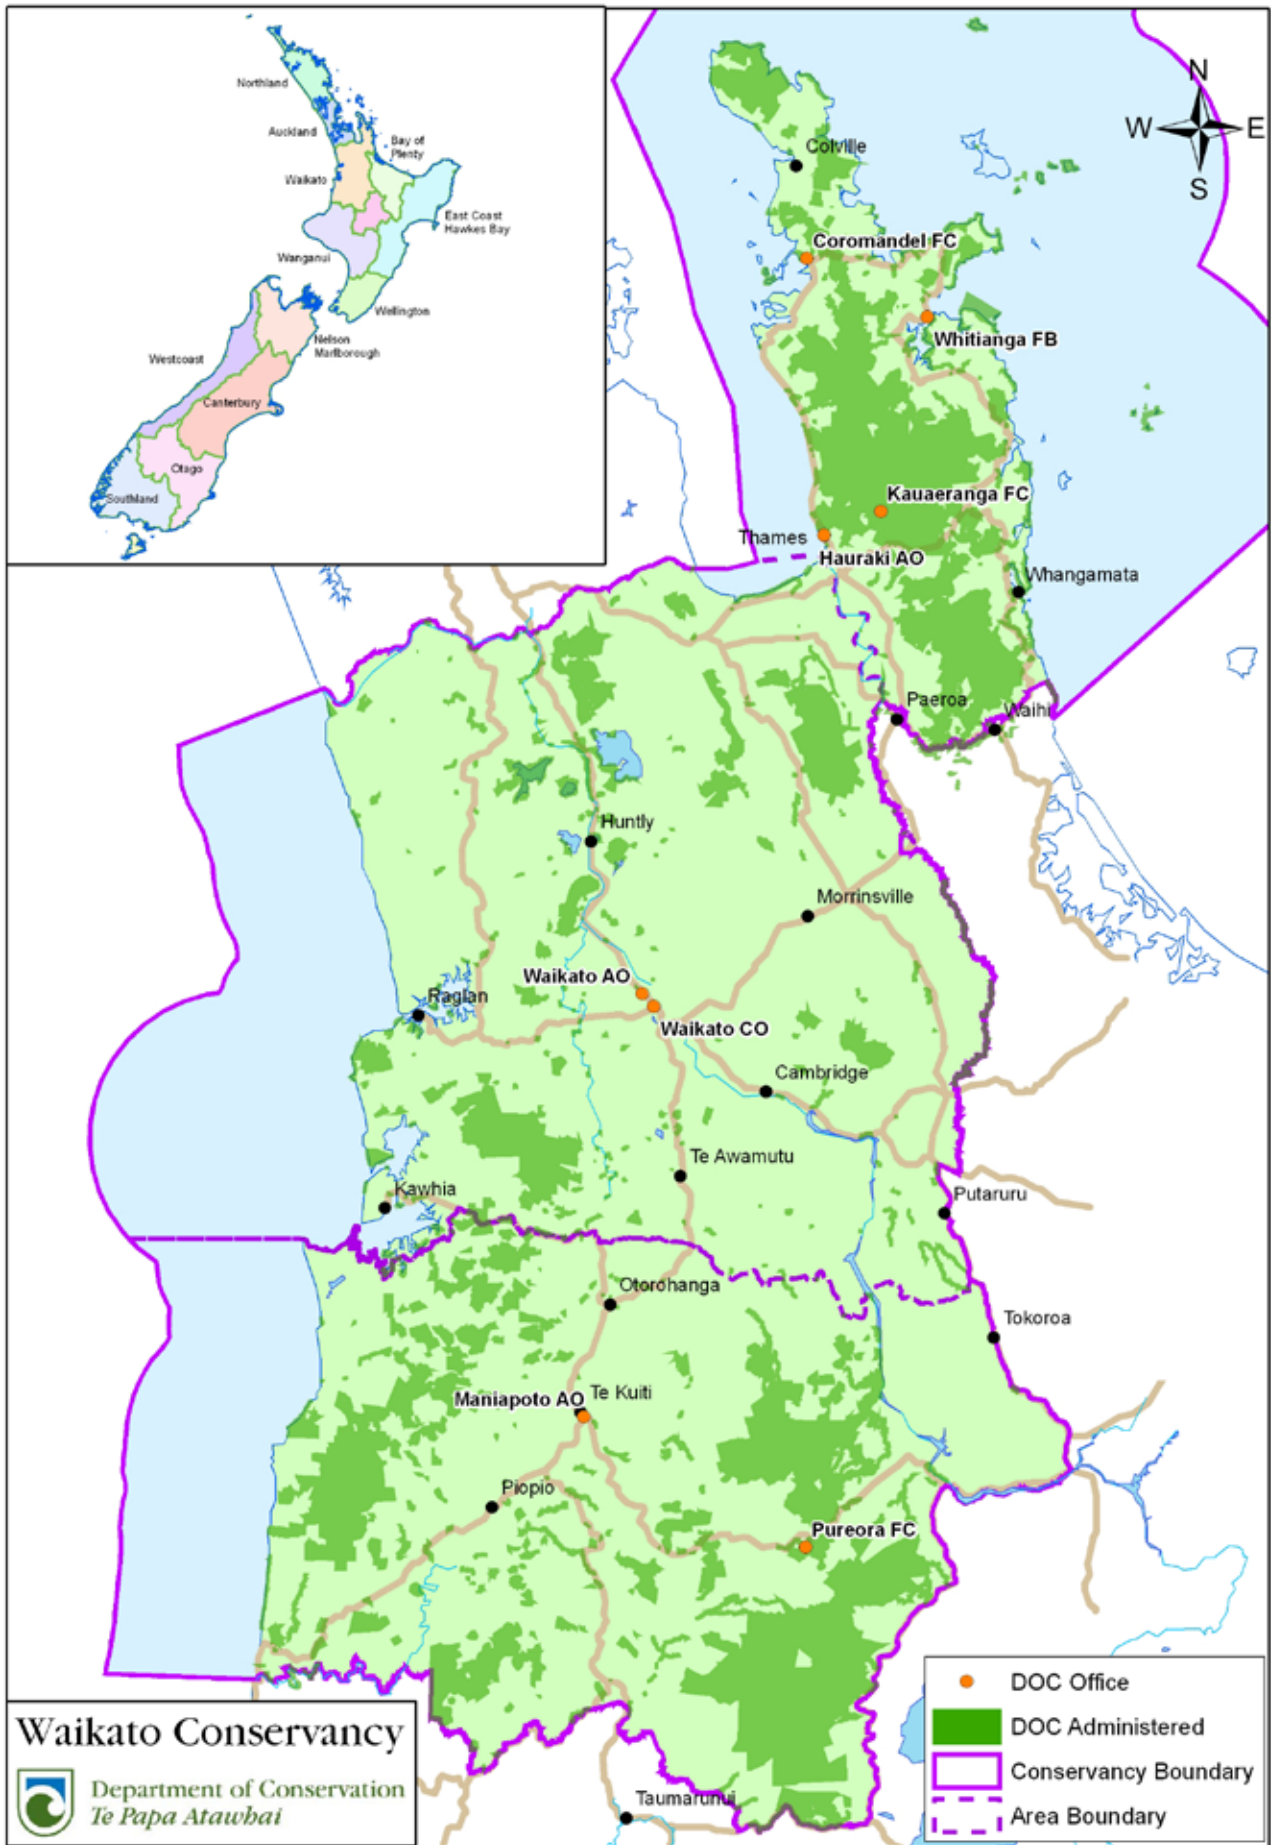 Northland
Auckland
Bay of
Plenty
Waikato
East Coast
Hawkes Bay
Wanganui
Wellington
Nelson
Marlborough
Westcoast
Canterbury
Otago
Southland
N
W
E
S
Colville
Coromandel FC
Whitianga FB
Kauaeranga FC
Thames
Hauraki AO
Whangamata
Paeroa
Waihi
Huntly
Morrinsville
Waikato AO
Raglan
Waikato CO
Cambridge
Te Awamutu
Kawhia
Putaruru
Otorohanga
Tokoroa
Maniapoto AO
Te Kuiti
Piopio
Pureora FC
Taumarunui
DOC Office
DOC Administered
Conservancy Boundary
Area Boundary
Waikato Conservancy
Department of Conservation
Te Papa Atawhai